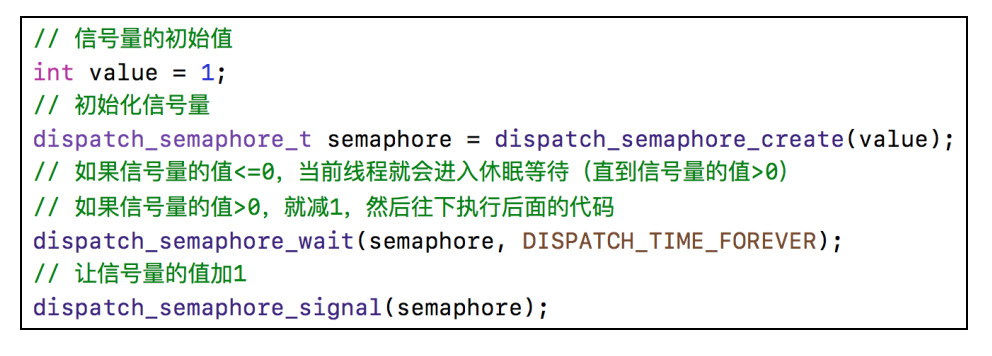 // 信号量的初始值
int value = 1;
// 初始化信号量
dispatch_semaphore_t semaphore = dispatch_semaphore_create(value);
// 如果信号量的值<=0，当前线程就会进入休眠等待（直到信号量的值>0）
// 如果信号量的值>0，就减1，然后往下执行后面的代码
dispatch_semaphore_wait(semaphore, DISPATCH_TIME_FOREVER);
// 让信号量的值加1
dispatch_semaphore_signal(semaphore);